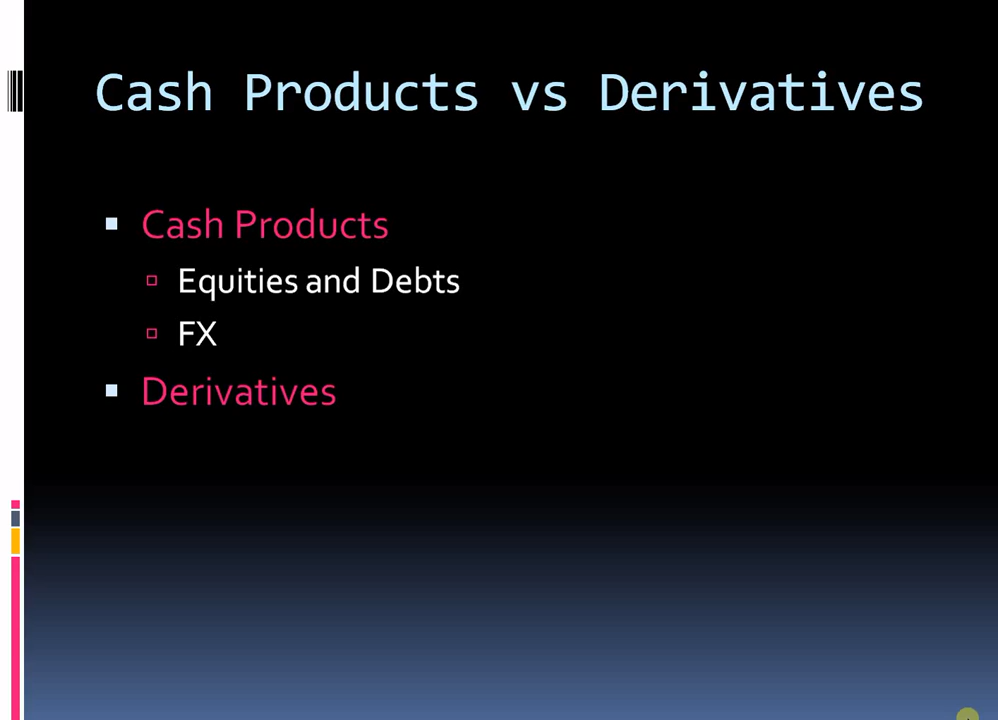 Cash Products vs Derivatives
Cash Products
Equities and Debts
FX
Derivatives